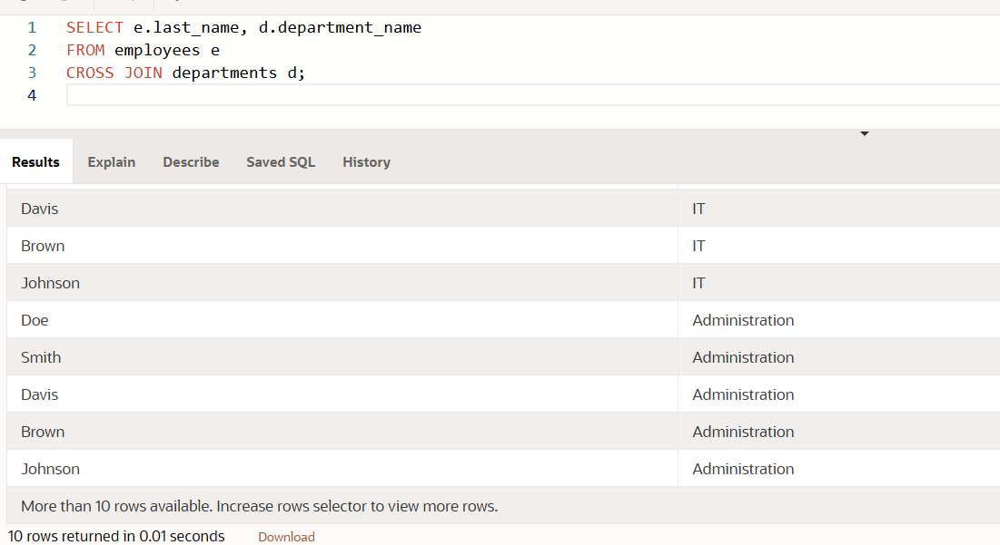 1 SELECT e.last_name, d.department_name
2 FROM employees e
3 CROSS JOIN departments d;
4
Results Explain Describe Saved SQL History
Davis IT
Brown IT
Johnson IT
Doe Administration
Smith Administration
Davis Administration
Brown Administration
Johnson Administration
More than 10 rows available. Increase rows selector to view more rows.
10 rows returned in 0.01 seconds Download